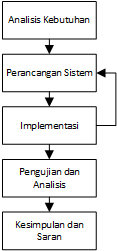 Analisis Kebutuhan
Perancangan Sistem
Implementasi
Pengujian dan
Analisis
Kesimpulan dan
Saran